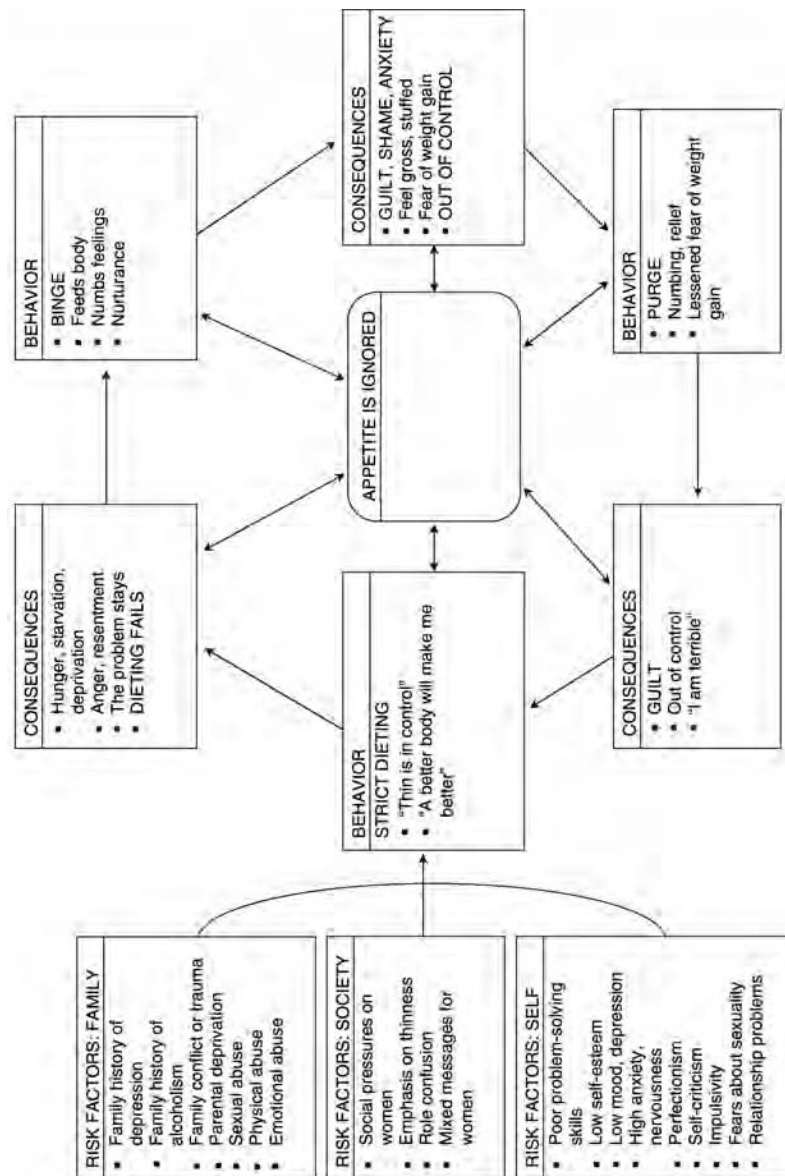 RISK FACTORS: FAMILY
▪ Family history of
depression
▪ Family history of
alcoholism
▪ Family conflict or trauma
▪ Parental deprivation
▪ Sexual abuse
▪ Physical abuse
▪ Emotional abuse
RISK FACTORS: SOCIETY
▪ Social pressures on
women
▪ Emphasis on thinness
▪ Role confusion
▪ Mixed messages for
women
RISK FACTORS: SELF
▪ Poor problem-solving
skills
▪ Low self-esteem
▪ Low mood, depression
▪ High anxiety,
nervousness
▪ Perfectionism
▪ Self-criticism
▪ Impulsivity
▪ Fears about sexuality
▪ Relationship problems
BEHAVIOR
STRICT DIETING
▪ “Thin is in control”
▪ “A better body will make me
better”
CONSEQUENCES
▪ Hunger, starvation,
deprivation
▪ Anger, resentment
▪ The problem stays
▪ DIETING FAILS
BEHAVIOR
▪ BINGE
▪ Feeds body
▪ Numbs feelings
▪ Nurturance
CONSEQUENCES
▪ GUILT, SHAME, ANXIETY
▪ Feel gross, stuffed
▪ Fear of weight gain
▪ OUT OF CONTROL
BEHAVIOR
▪ PURGE
▪ Numbing, relief
▪ Lessened fear of weight
gain
CONSEQUENCES
▪ GUILT
▪ Out of control
▪ “I am terrible”
APPETITE IS IGNORED